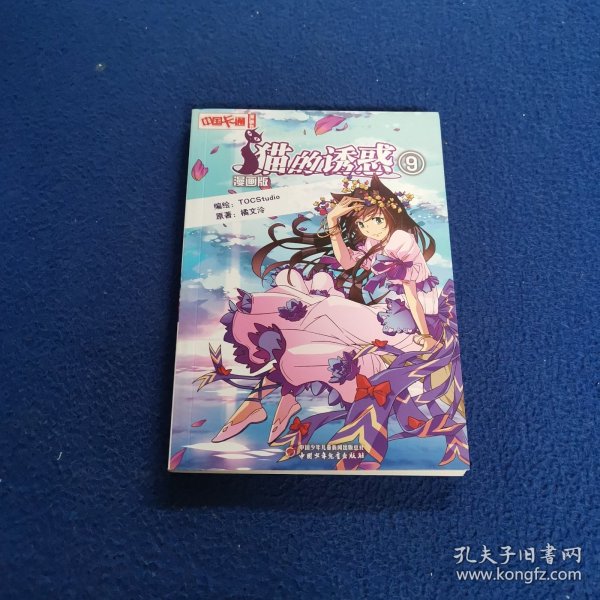 中国卡通
猫的诱惑 9
漫画版
编绘：TOCStudio
原著：橘文泠
中国少年儿童新闻出版总社
中国少年儿童出版社
孔夫子旧书网
www.kongfz.com